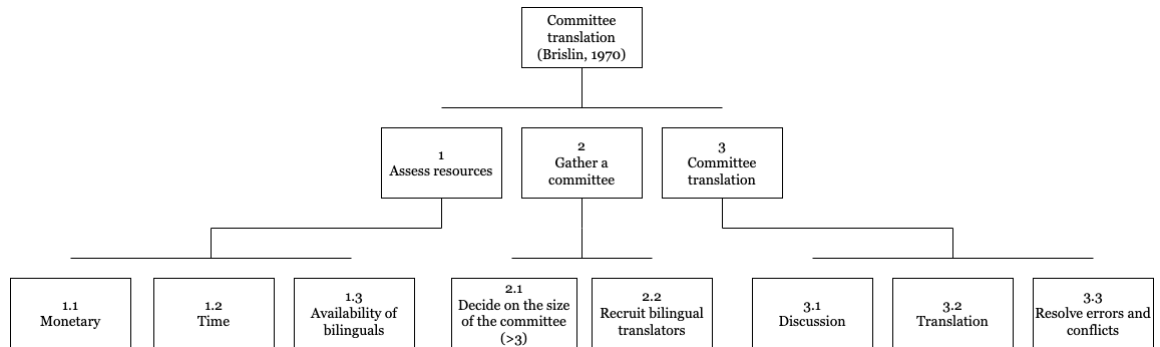 Committee
translation
(Brislin, 1970)
1
Assess resources
2
Gather a
committee
3
Committee
translation
1.1
Monetary
1.2
Time
1.3
Availability of
bilinguals
2.1
Decide on the size
of the committee
(>3)
2.2
Recruit bilingual
translators
3.1
Discussion
3.2
Translation
3.3
Resolve errors and
conflicts